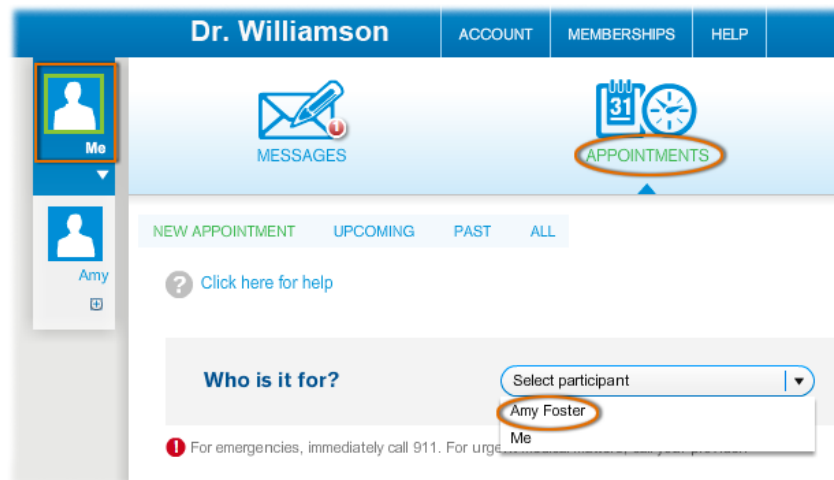 Dr. Williamson
ACCOUNT
MEMBERSHIPS
HELP
Me
31
MESSAGES
APPOINTMENTS
Amy
NEW APPOINTMENT
UPCOMING
PAST
ALL
? Click here for help
Who is it for?
Select participant
Amy Foster
Me
! For emergencies, immediately call 911. For urge